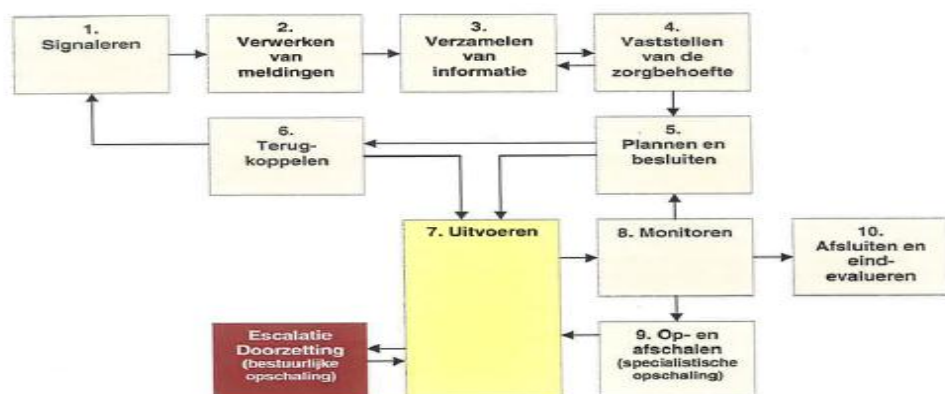 1.
Signaleren
2.
Verwerken
van
meldingen
3.
Verzamelen
van
informatie
4.
Vaststellen
van de
zorgbehoefte
6.
Terug-
koppelen
5.
Plannen en
besluiten
7. Uitvoeren
8. Monitoren
10.
Afsluiten en
eind-
evalueren
Escalatie
Doorzetting
(bestuurlijke
opschaling)
9. Op- en
afschalen
(specialistische
opschaling)